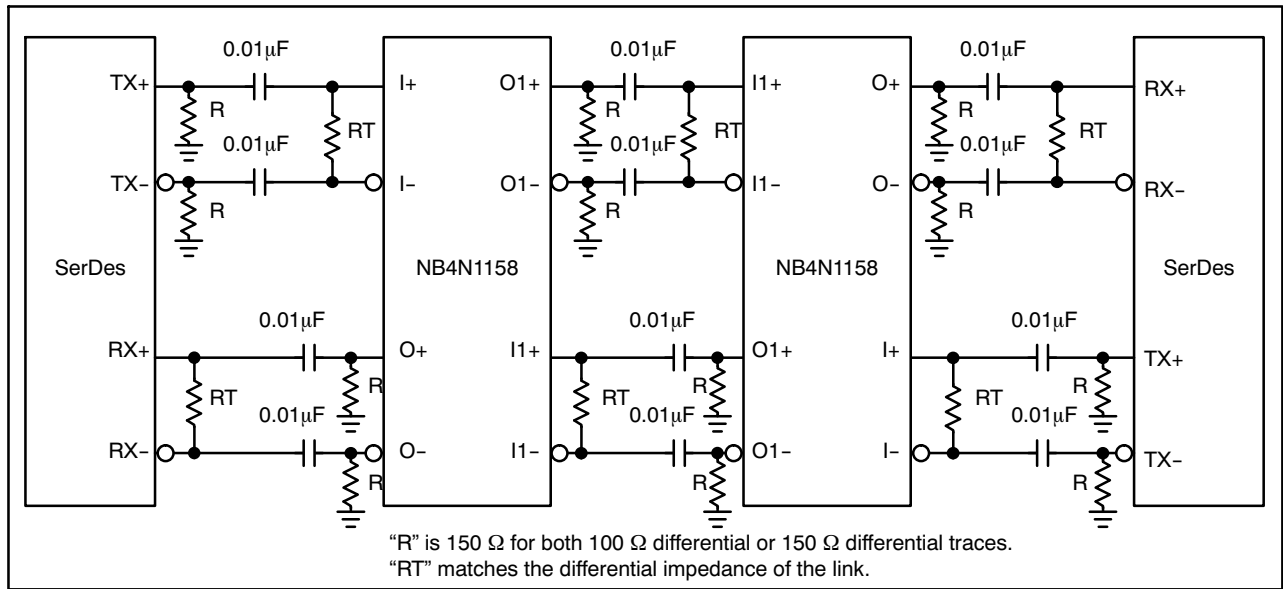 0.01µF 0.01µF 0.01µF
TX+ I+ O1+ I1+ O+ RX+
R RT R RT R RT
0.01µF 0.01µF 0.01µF
TX− I− O1− I1− O− RX−
R R R
SerDes NB4N1158 NB4N1158 SerDes
0.01µF 0.01µF 0.01µF
RX+ O+ I1+ O1+ I+ TX+
RT R RT R RT R
0.01µF 0.01µF 0.01µF
RX− O− I1− O1− I− TX−
R R R
“R” is 150 Ω for both 100 Ω differential or 150 Ω differential traces.
“RT” matches the differential impedance of the link.